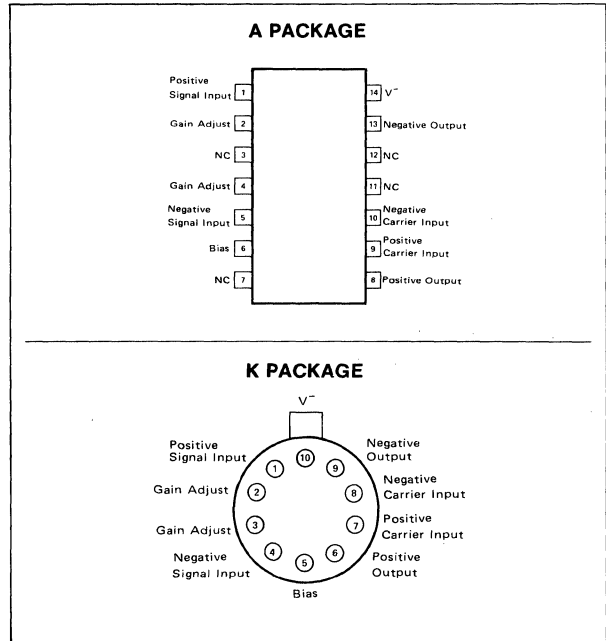 A PACKAGE
Positive
Signal Input 1
Gain Adjust 2
NC 3
Gain Adjust 4
Negative
Signal Input 5
Bias 6
NC 7
14 V⁻
13 Negative Output
12 NC
11 NC
Negative
10 Carrier Input
Positive
9 Carrier Input
8 Positive Output
K PACKAGE
V⁻
10
Positive
Signal Input 1
Gain Adjust 2
Gain Adjust 3
Negative
Signal Input 4
5
Bias
Negative
Output 9
Negative
Carrier Input 8
Positive
Carrier Input 7
Positive
Output 6